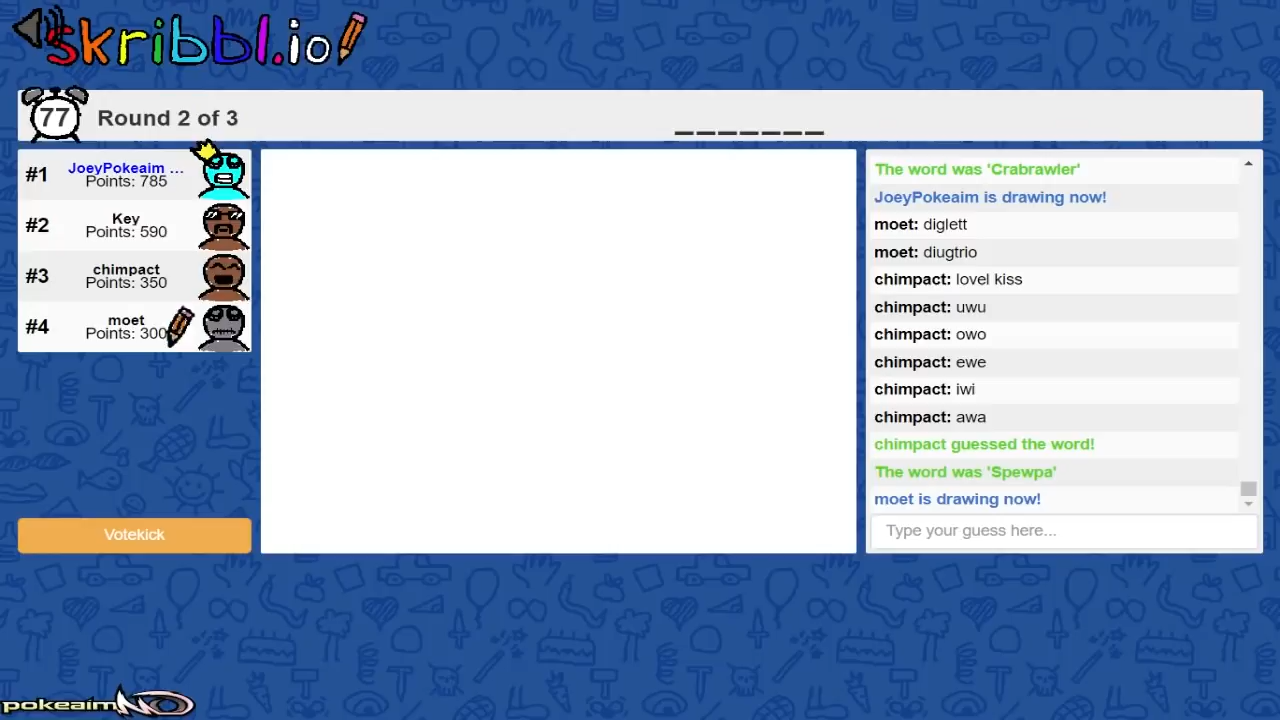 skribbl.io
77
Round 2 of 3
_______
#1
JoeyPokeaim ...
Points: 785
#2
Key
Points: 590
#3
chimpact
Points: 350
#4
moet
Points: 300
Votekick
The word was 'Crabrawler'
JoeyPokeaim is drawing now!
moet: diglett
moet: diugtrio
chimpact: lovel kiss
chimpact: uwu
chimpact: owo
chimpact: ewe
chimpact: iwi
chimpact: awa
chimpact guessed the word!
The word was 'Spewpa'
moet is drawing now!
Type your guess here...
pokeaim